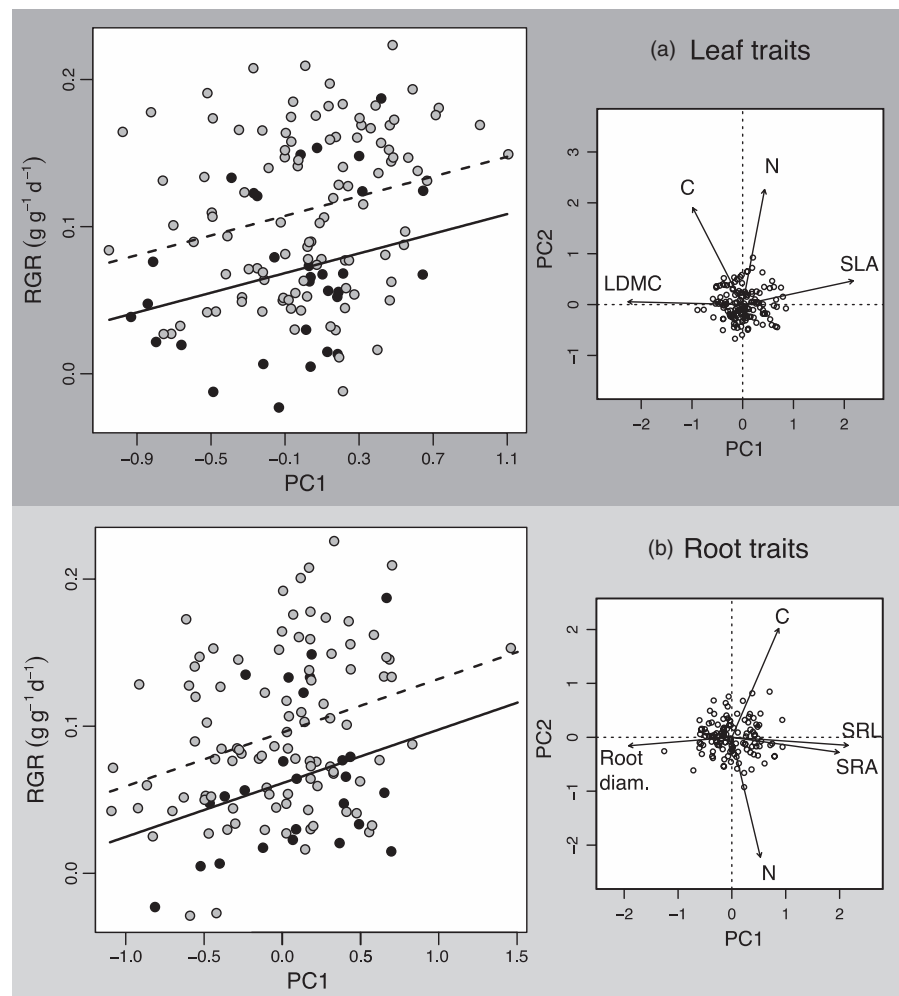 (a) Leaf traits
RGR (g g⁻¹ d⁻¹)
0.2
0.1
0.0
−0.9 −0.5 −0.1 0.3 0.7 1.1
PC1
PC2
3
2
1
0
−1
C
N
SLA
LDMC
−2 −1 0 1 2
PC1
(b) Root traits
RGR (g g⁻¹ d⁻¹)
0.2
0.1
0.0
−1.0 −0.5 0.0 0.5 1.0 1.5
PC1
PC2
2
1
0
−1
−2
C
SRL
SRA
Root
diam.
N
−2 −1 0 1 2
PC1